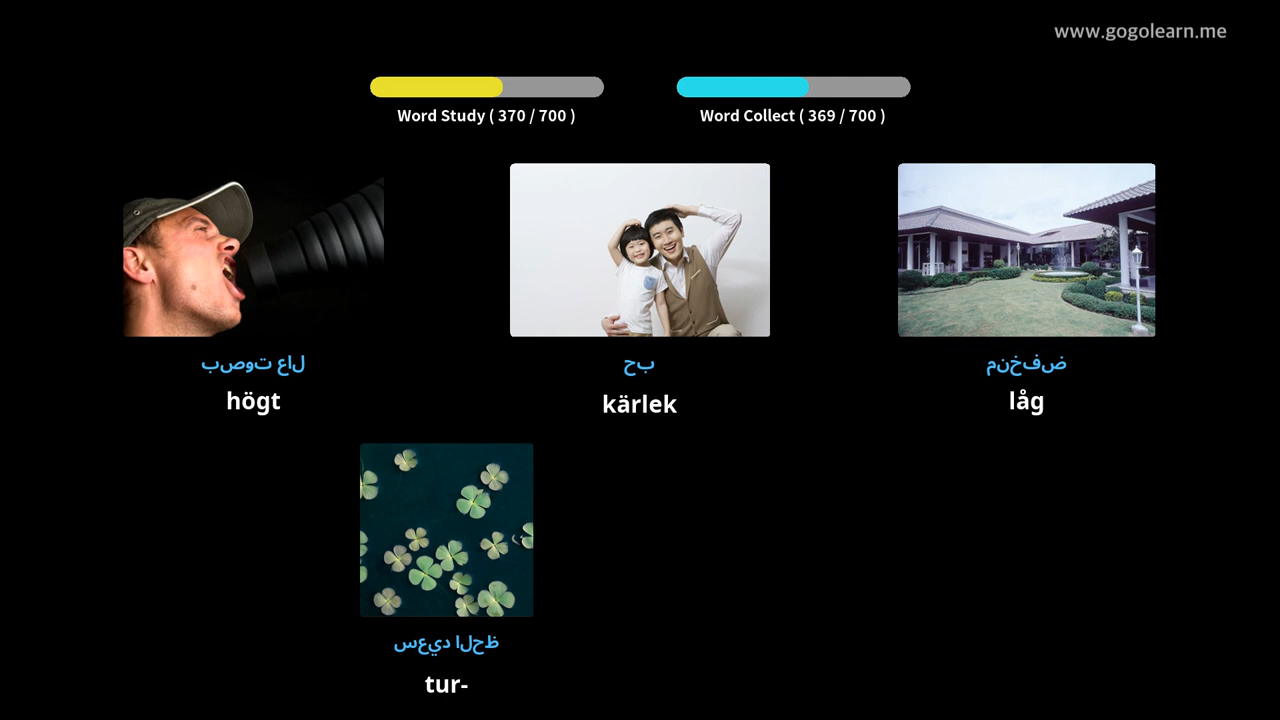 www.gogolearn.me
Word Study ( 370 / 700 )
Word Collect ( 369 / 700 )
بصوت عال
högt
حب
kärlek
منخفض
låg
سعيد الحظ
tur-